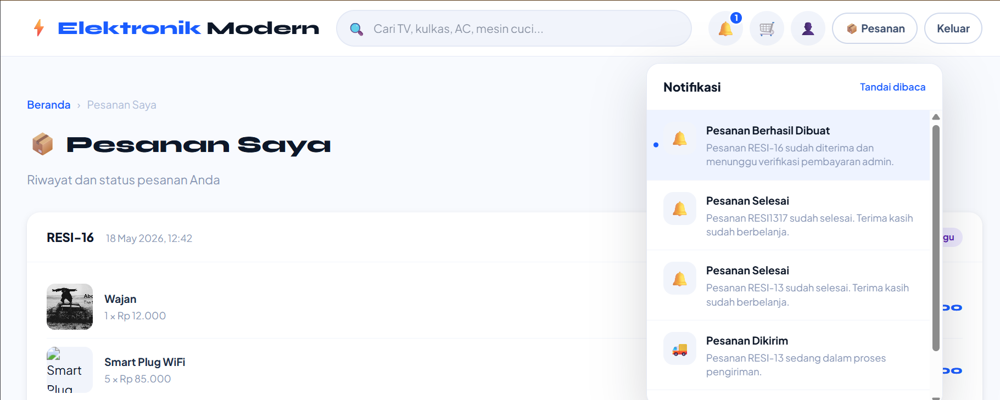 Elektronik Modern
Cari TV, kulkas, AC, mesin cuci...
1
Pesanan
Keluar
Beranda › Pesanan Saya
Pesanan Saya
Riwayat dan status pesanan Anda
RESI-16 18 May 2026, 12:42
gu
Wajan
1 × Rp 12.000
Smart Plug WiFi
5 × Rp 85.000
Smart
Plug
Notifikasi
Tandai dibaca
Pesanan Berhasil Dibuat
Pesanan RESI-16 sudah diterima dan
menunggu verifikasi pembayaran admin.
Pesanan Selesai
Pesanan RESI1317 sudah selesai. Terima kasih
sudah berbelanja.
Pesanan Selesai
Pesanan RESI-13 sudah selesai. Terima kasih
sudah berbelanja.
Pesanan Dikirim
Pesanan RESI-13 sedang dalam proses
pengiriman.